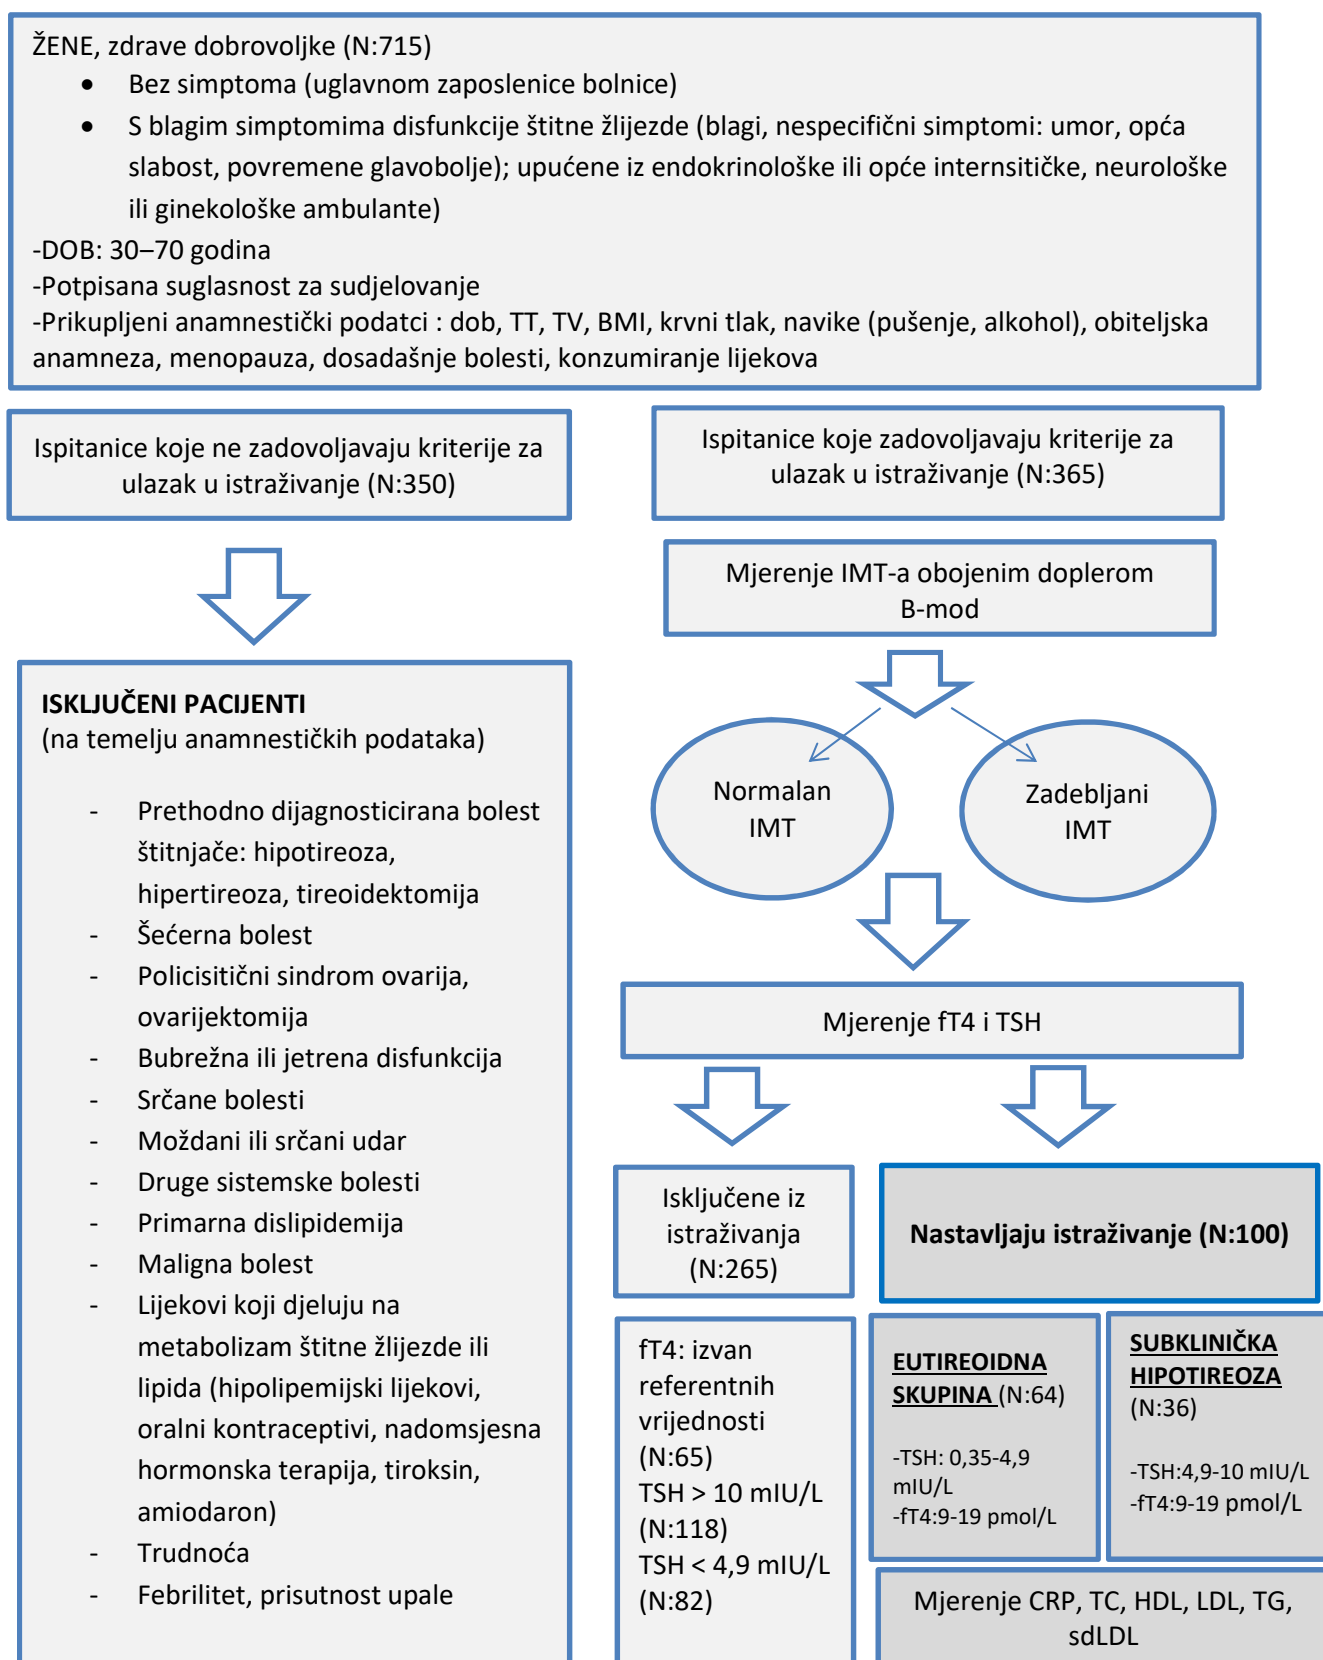 ŽENE, zdrave dobrovoljke (N:715)
• Bez simptoma (uglavnom zaposlenice bolnice)
• S blagim simptomima disfunkcije štitne žlijezde (blagi, nespecifični simptomi: umor, opća
slabost, povremene glavobolje); upućene iz endokrinološke ili opće internsitičke, neurološke
ili ginekološke ambulante)
-DOB: 30–70 godina
-Potpisana suglasnost za sudjelovanje
-Prikupljeni anamnestički podatci : dob, TT, TV, BMI, krvni tlak, navike (pušenje, alkohol), obiteljska
anamneza, menopauza, dosadašnje bolesti, konzumiranje lijekova
Ispitanice koje ne zadovoljavaju kriterije za
ulazak u istraživanje (N:350)
ISKLJUČENI PACIJENTI
(na temelju anamnestičkih podataka)
- Prethodno dijagnosticirana bolest
štitnjače: hipotireoza,
hipertireoza, tireoidektomija
- Šećerna bolest
- Policisitični sindrom ovarija,
ovarijektomija
- Bubrežna ili jetrena disfunkcija
- Srčane bolesti
- Moždani ili srčani udar
- Druge sistemske bolesti
- Primarna dislipidemija
- Maligna bolest
- Lijekovi koji djeluju na
metabolizam štitne žlijezde ili
lipida (hipolipemijski lijekovi,
oralni kontraceptivi, nadomsjesna
hormonska terapija, tiroksin,
amiodaron)
- Trudnoća
- Febrilitet, prisutnost upale
Ispitanice koje zadovoljavaju kriterije za
ulazak u istraživanje (N:365)
Mjerenje IMT-a obojenim doplerom
B-mod
Normalan
IMT
Zadebljani
IMT
Mjerenje fT4 i TSH
Isključene iz
istraživanja
(N:265)
fT4: izvan
referentnih
vrijednosti
(N:65)
TSH > 10 mIU/L
(N:118)
TSH < 4,9 mIU/L
(N:82)
Nastavljaju istraživanje (N:100)
EUTIREOIDNA
SKUPINA (N:64)
-TSH: 0,35-4,9
mIU/L
-fT4:9-19 pmol/L
SUBKLINIČKA
HIPOTIREOZA
(N:36)
-TSH:4,9-10 mIU/L
-fT4:9-19 pmol/L
Mjerenje CRP, TC, HDL, LDL, TG,
sdLDL